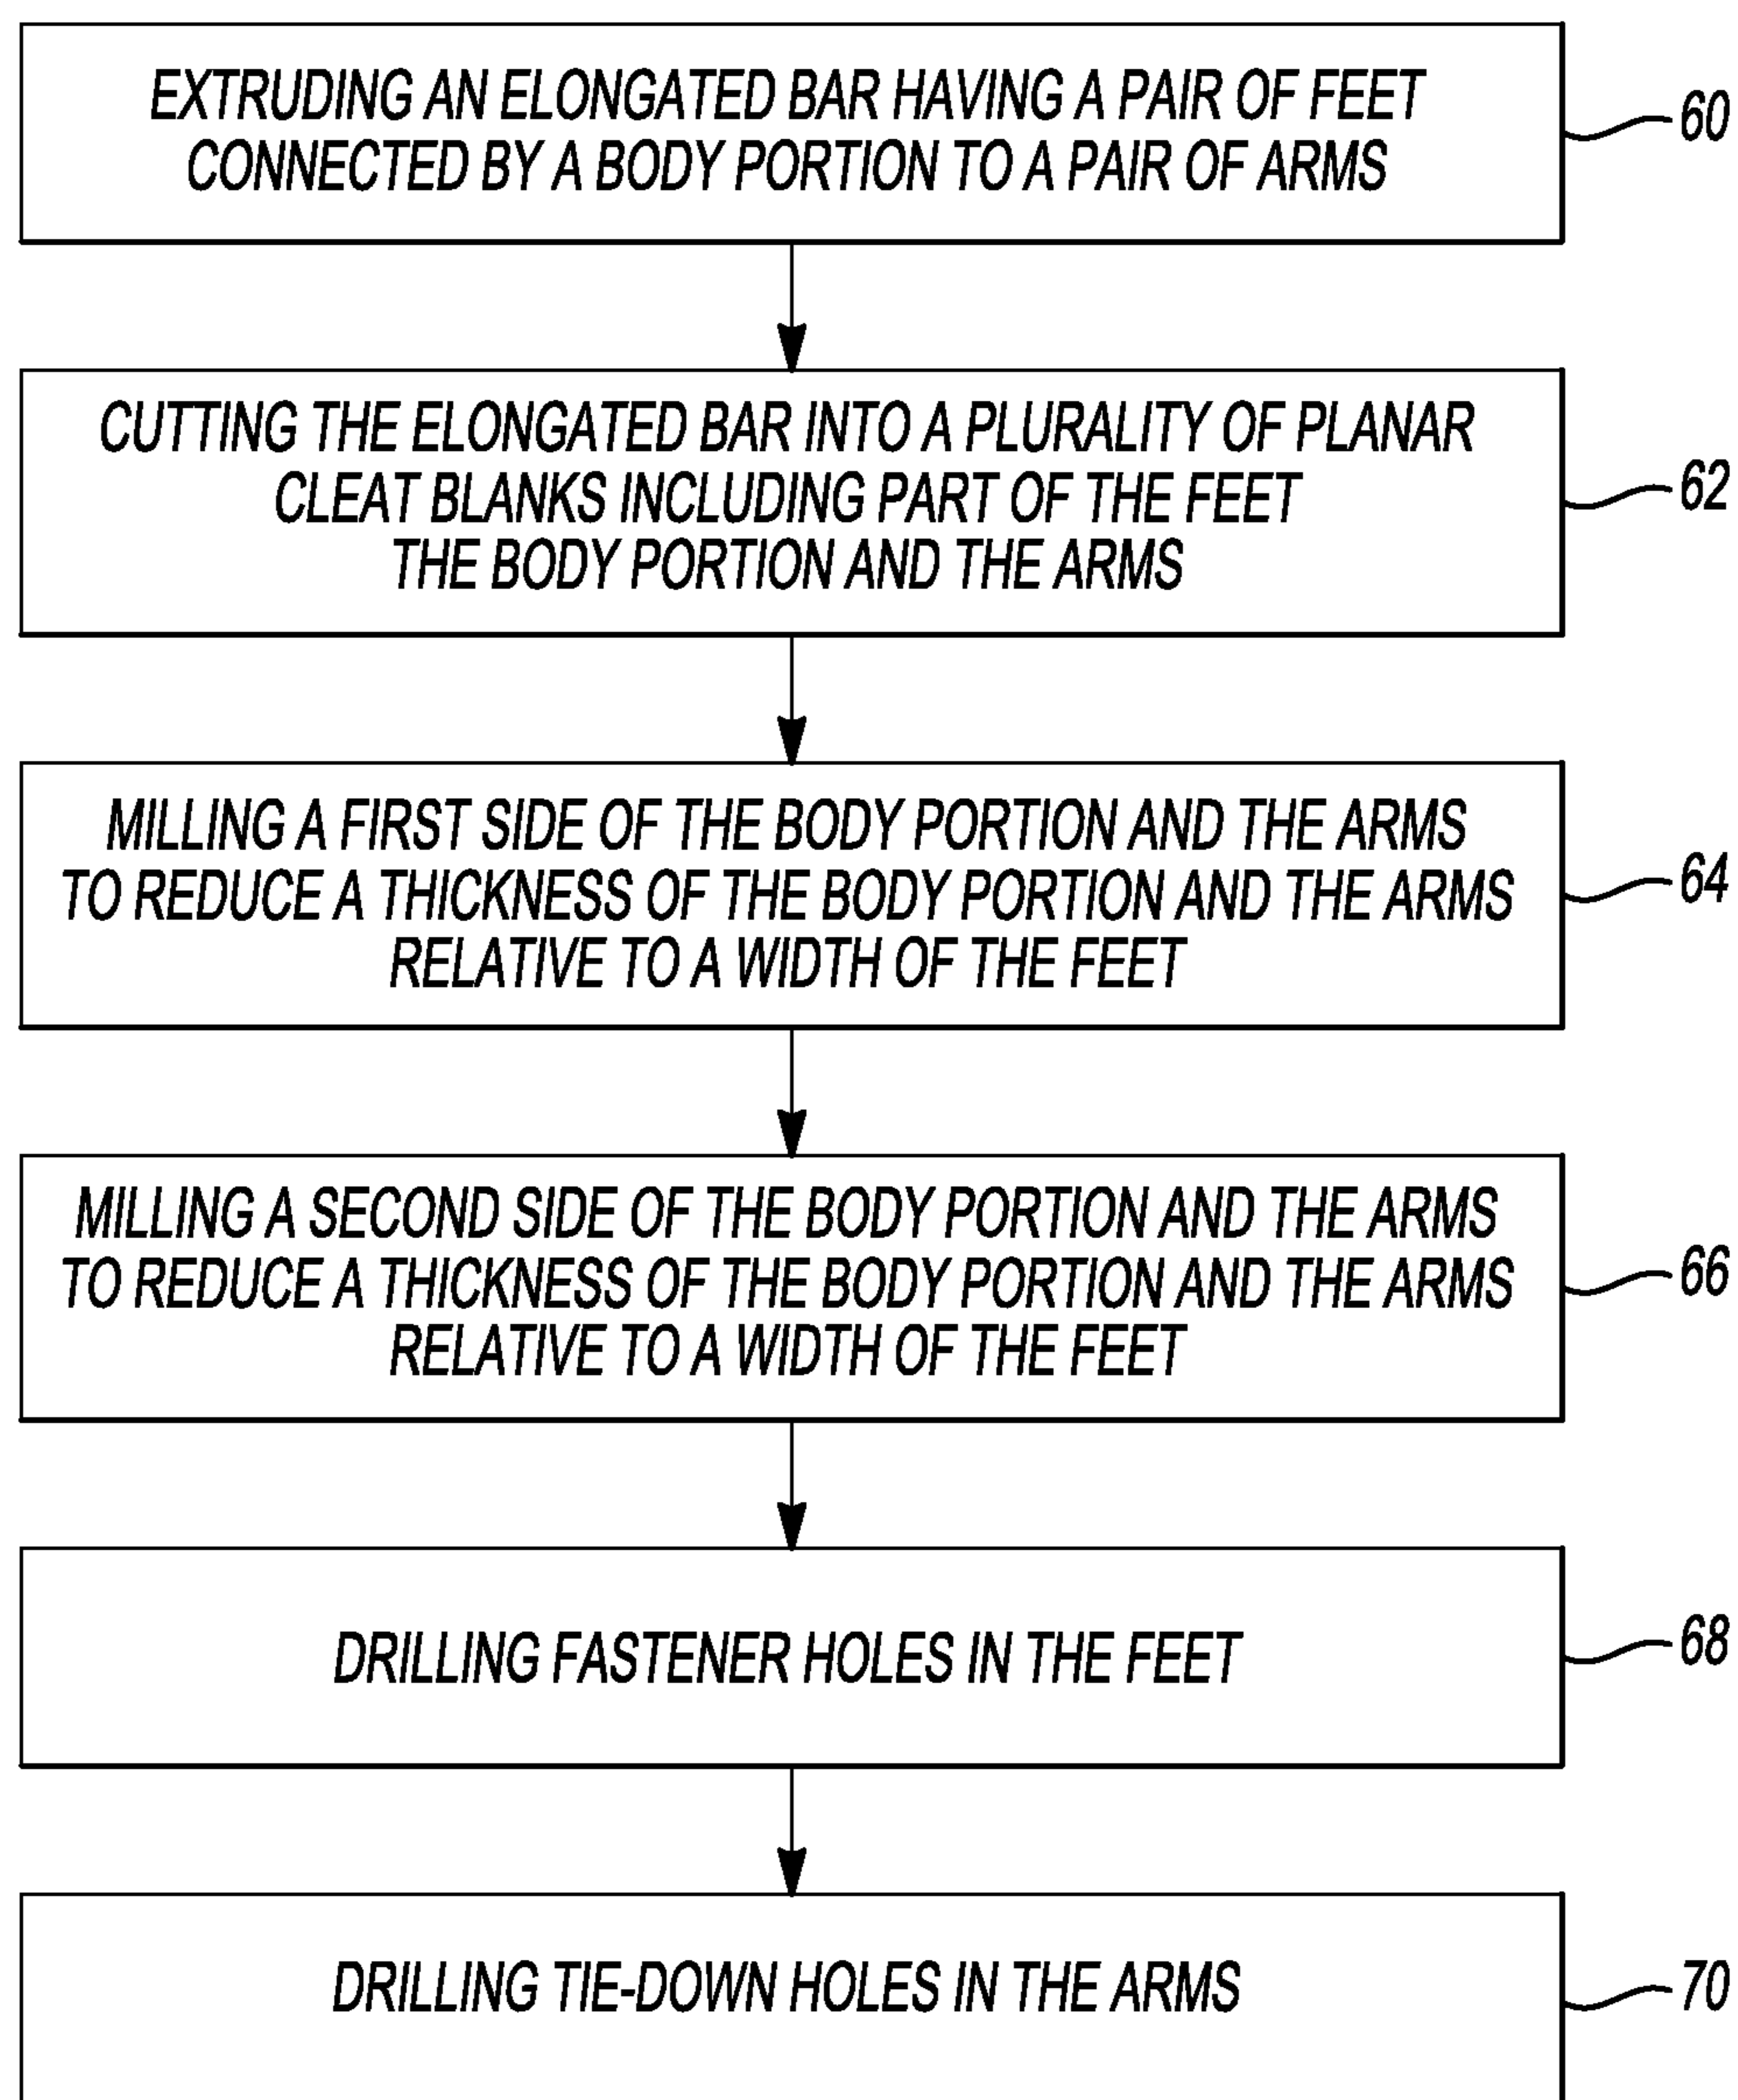 EXTRUDING AN ELONGATED BAR HAVING A PAIR OF FEET
CONNECTED BY A BODY PORTION TO A PAIR OF ARMS
60
CUTTING THE ELONGATED BAR INTO A PLURALITY OF PLANAR
CLEAT BLANKS INCLUDING PART OF THE FEET
THE BODY PORTION AND THE ARMS
62
MILLING A FIRST SIDE OF THE BODY PORTION AND THE ARMS
TO REDUCE A THICKNESS OF THE BODY PORTION AND THE ARMS
RELATIVE TO A WIDTH OF THE FEET
64
MILLING A SECOND SIDE OF THE BODY PORTION AND THE ARMS
TO REDUCE A THICKNESS OF THE BODY PORTION AND THE ARMS
RELATIVE TO A WIDTH OF THE FEET
66
DRILLING FASTENER HOLES IN THE FEET
68
DRILLING TIE-DOWN HOLES IN THE ARMS
70